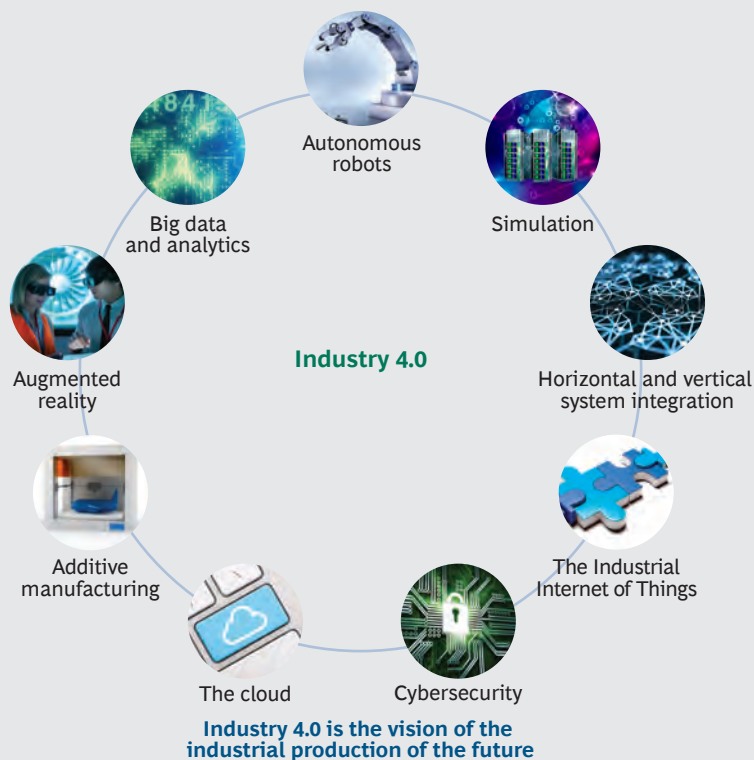 Autonomous
robots
Simulation
Horizontal and vertical
system integration
The Industrial
Internet of Things
Cybersecurity
The cloud
Additive
manufacturing
Augmented
reality
Big data
and analytics
Industry 4.0
Industry 4.0 is the vision of the
industrial production of the future